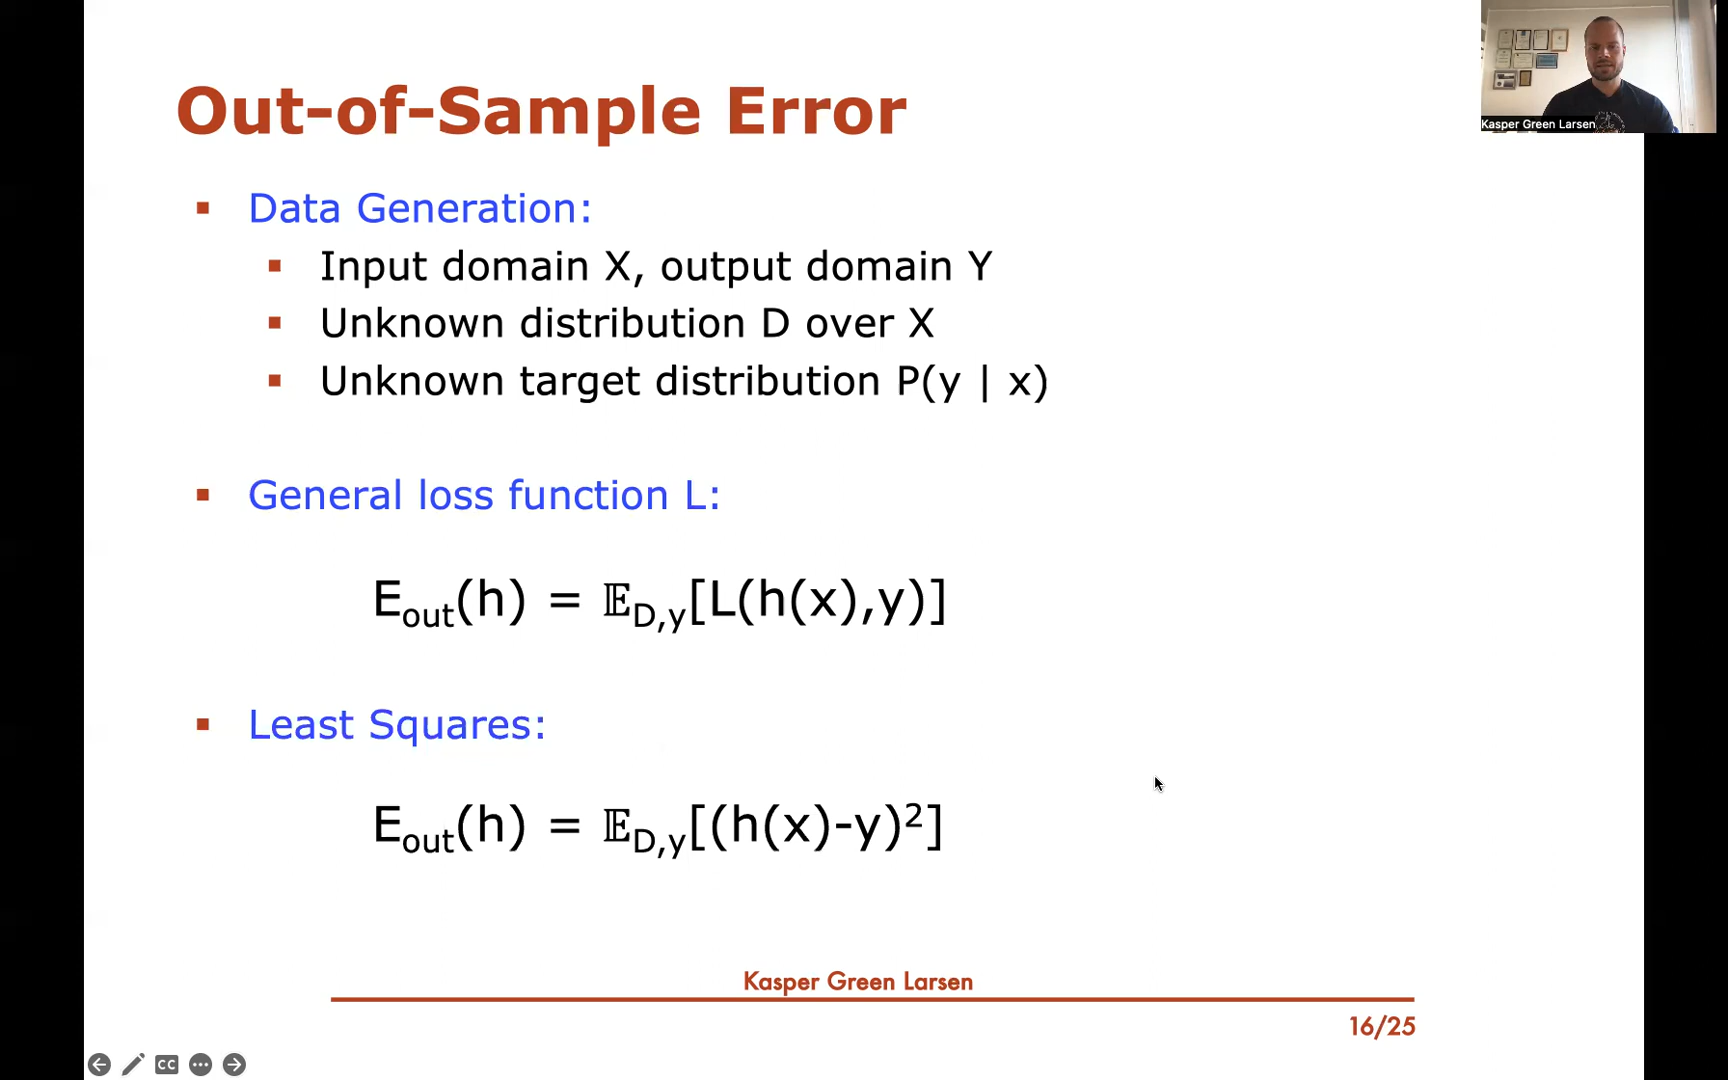 Out-of-Sample Error
Kasper Green Larsen
▪ Data Generation:
▪ Input domain X, output domain Y
▪ Unknown distribution D over X
▪ Unknown target distribution P(y | x)
▪ General loss function L:
E_out(h) = 𝔼_D,y[L(h(x),y)]
▪ Least Squares:
E_out(h) = 𝔼_D,y[(h(x)-y)²]
Kasper Green Larsen
16/25
CC